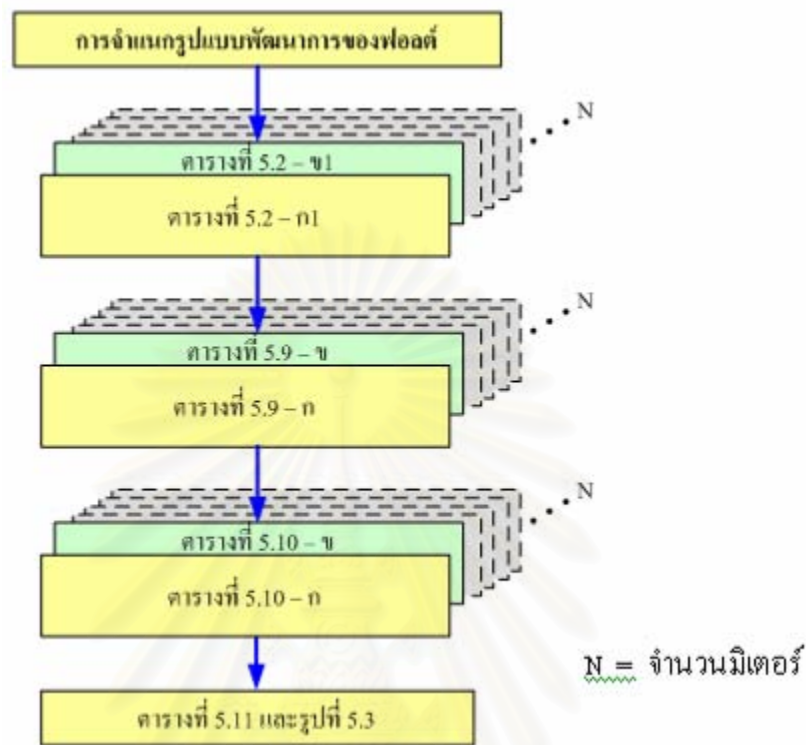 การจำแนกรูปแบบพัฒนาการของฟอลต์
N
ตารางที่ 5.2 – ข1
ตารางที่ 5.2 – ก1
N
ตารางที่ 5.9 – ข
ตารางที่ 5.9 – ก
N
ตารางที่ 5.10 – ข
ตารางที่ 5.10 – ก
N = จำนวนมิเตอร์
ตารางที่ 5.11 และรูปที่ 5.3